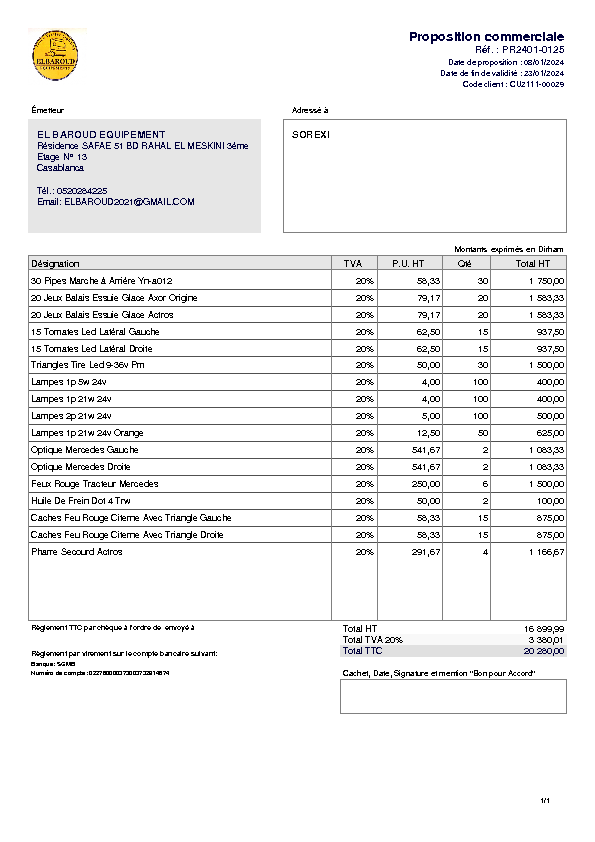 ELBAROUD
EQUIPEMENT
Proposition commerciale
Réf. : PR2401-0125
Date de proposition : 08/01/2024
Date de fin de validité : 23/01/2024
Code client : CU2111-00029
Émetteur
Adressé à
EL BAROUD EQUIPEMENT
Résidence SAFAE 51 BD RAHAL EL MESKINI 3éme
Etage N° 13
Casablanca
Tél.: 0520284225
Email: ELBAROUD2021@GMAIL.COM
SOREXI
Montants exprimés en Dirham
Désignation TVA P.U. HT Qté Total HT
30 Pipes Marche à Arrière Yn-a012 20% 58,33 30 1 750,00
20 Jeux Balais Essuie Glace Axor Origine 20% 79,17 20 1 583,33
20 Jeux Balais Essuie Glace Actros 20% 79,17 20 1 583,33
15 Tomates Led Latéral Gauche 20% 62,50 15 937,50
15 Tomates Led Latéral Droite 20% 62,50 15 937,50
Triangles Tire Led 9-36v Pm 20% 50,00 30 1 500,00
Lampes 1p 5w 24v 20% 4,00 100 400,00
Lampes 1p 21w 24v 20% 4,00 100 400,00
Lampes 2p 21w 24v 20% 5,00 100 500,00
Lampes 1p 21w 24v Orange 20% 12,50 50 625,00
Optique Mercedes Gauche 20% 541,67 2 1 083,33
Optique Mercedes Droite 20% 541,67 2 1 083,33
Feux Rouge Tracteur Mercedes 20% 250,00 6 1 500,00
Huile De Frein Dot 4 Trw 20% 50,00 2 100,00
Caches Feu Rouge Citerne Avec Triangle Gauche 20% 58,33 15 875,00
Caches Feu Rouge Citerne Avec Triangle Droite 20% 58,33 15 875,00
Pharre Secourd Actros 20% 291,67 4 1 166,67
Règlement TTC par chèque à l'ordre de envoyé à
Total HT 16 899,99
Total TVA 20% 3 380,01
Total TTC 20 280,00
Règlement par virement sur le compte bancaire suivant:
Banque: SGMB
Numéro de compte:
Cachet, Date, Signature et mention "Bon pour Accord"
1/1